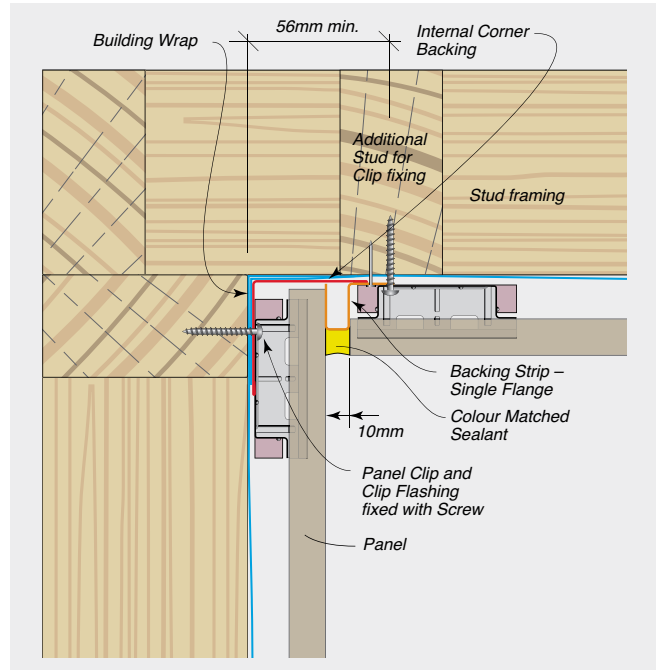 56mm min.
Building Wrap
Internal Corner
Backing
Additional
Stud for
Clip fixing
Stud framing
Backing Strip –
Single Flange
Colour Matched
Sealant
10mm
Panel Clip and
Clip Flashing
fixed with Screw
Panel